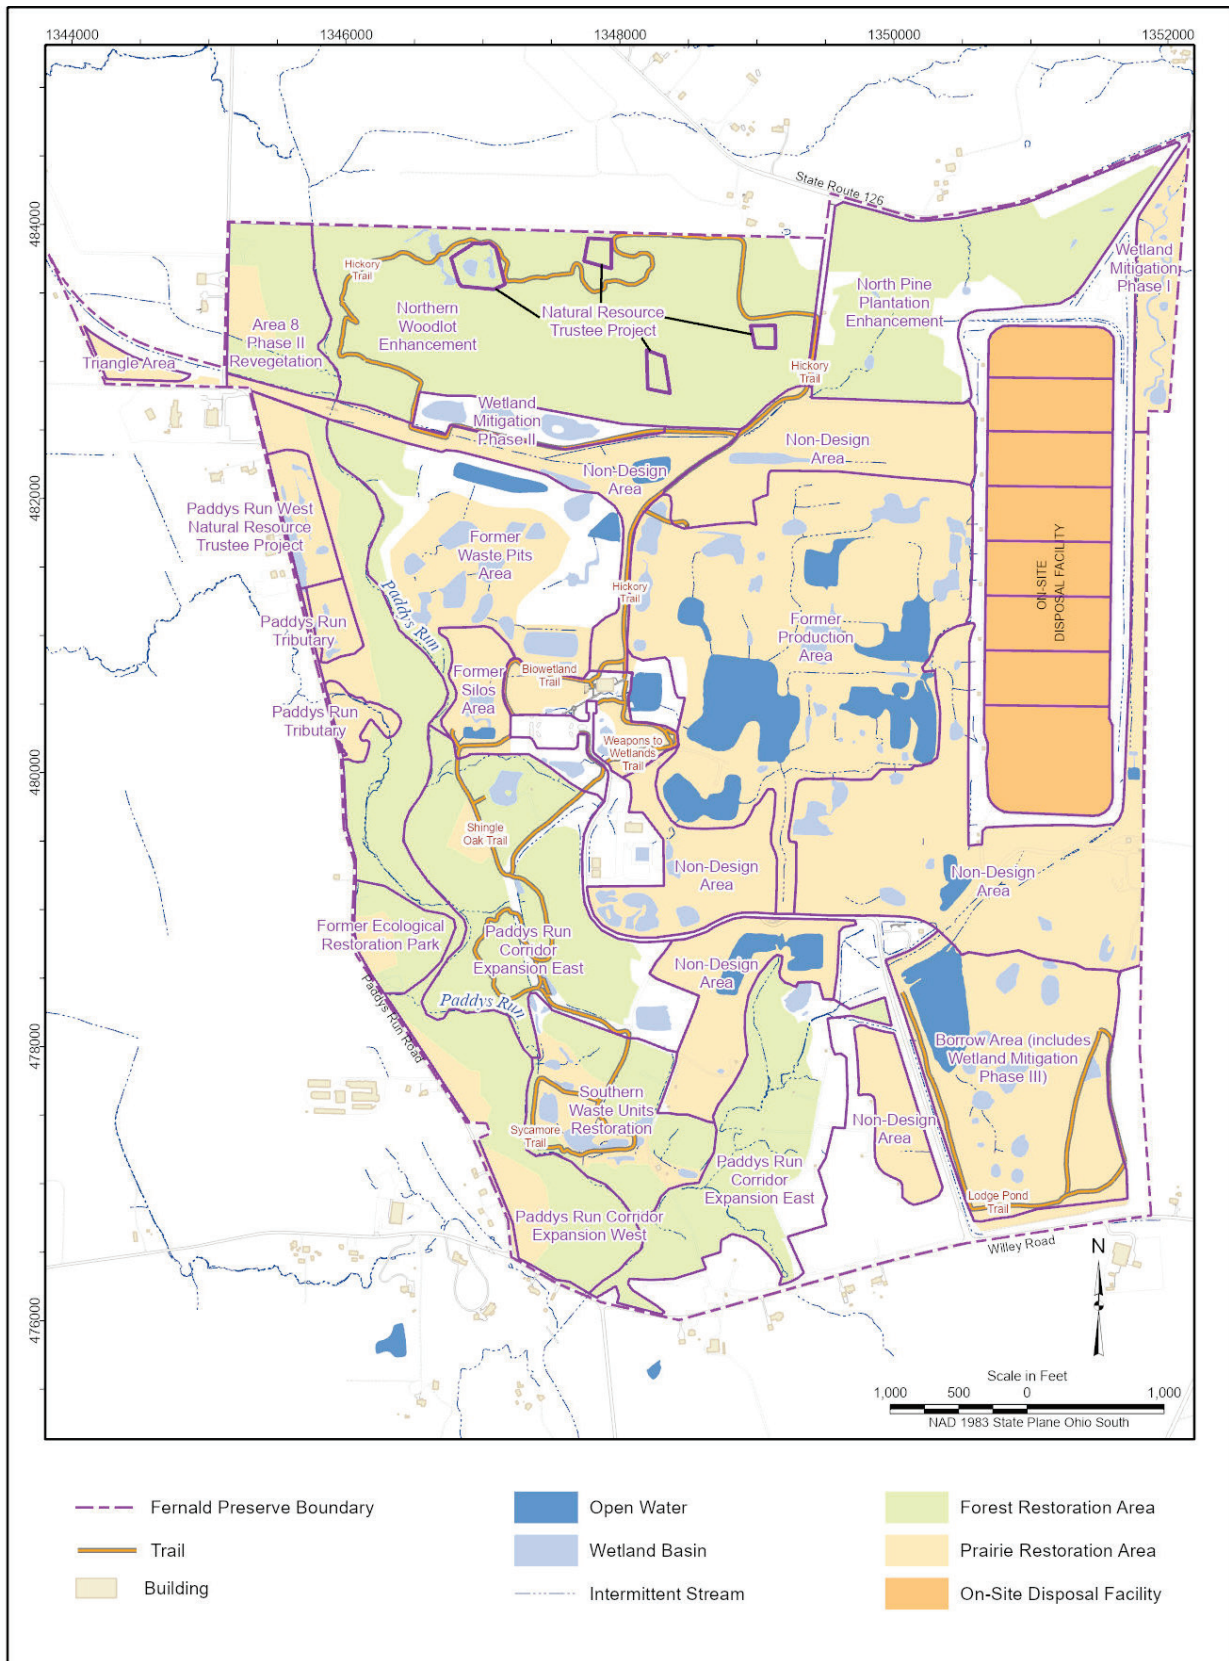 1344000
1346000
1348000
1350000
1352000
484000
482000
480000
478000
476000
State Route 126
Wetland
Mitigation
Phase I
North Pine
Plantation
Enhancement
Hickory
Trail
Northern
Woodlot
Enhancement
Natural Resource
Trustee Project
Area 8
Phase II
Revegetation
Triangle Area
Hickory
Trail
Wetland
Mitigation
Phase II
Non-Design
Area
Non-Design
Area
Paddys Run West
Natural Resource
Trustee Project
Former
Waste Pits
Area
Hickory
Trail
ON-SITE
DISPOSAL FACILITY
Paddys Run
Former
Production
Area
Paddys Run
Tributary
Former
Silos
Area
Biowetland
Trail
Paddys Run
Tributary
Weapons to
Wetlands
Trail
Shingle
Oak Trail
Non-Design
Area
Non-Design
Area
Former Ecological
Restoration Park
Paddys Run
Corridor
Expansion East
Non-Design
Area
Paddys Run
Paddys Run Road
Borrow Area (includes
Wetland Mitigation
Phase III)
Southern
Waste Units
Restoration
Sycamore
Trail
Non-Design
Area
Paddys Run
Corridor
Expansion East
Lodge Pond
Trail
Paddys Run Corridor
Expansion West
Willey Road
N
Scale in Feet
1,000 500 0 1,000
NAD 1983 State Plane Ohio South
Fernald Preserve Boundary
Trail
Building
Open Water
Wetland Basin
Intermittent Stream
Forest Restoration Area
Prairie Restoration Area
On-Site Disposal Facility